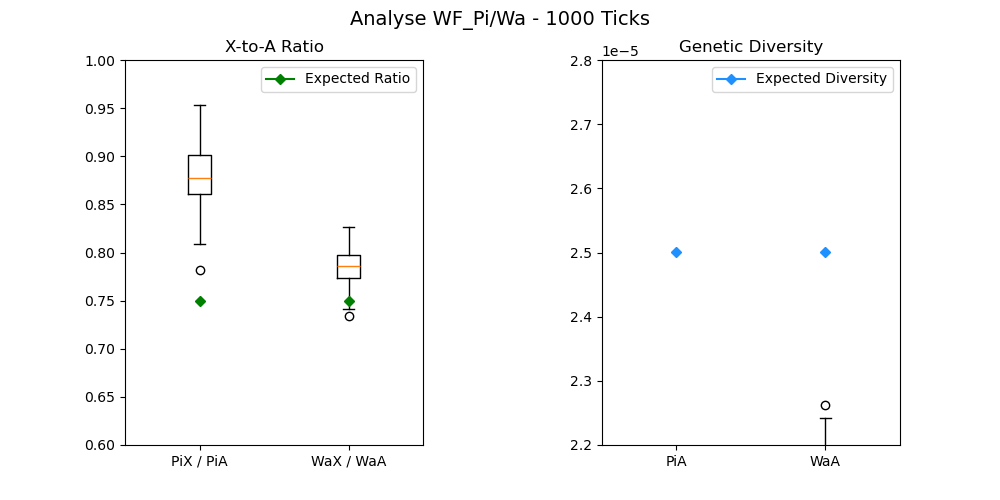 Analyse WF_Pi/Wa - 1000 Ticks
X-to-A Ratio
Expected Ratio
1.00
0.95
0.90
0.85
0.80
0.75
0.70
0.65
0.60
PiX / PiA
WaX / WaA
1e−5
Genetic Diversity
Expected Diversity
2.8
2.7
2.6
2.5
2.4
2.3
2.2
PiA
WaA